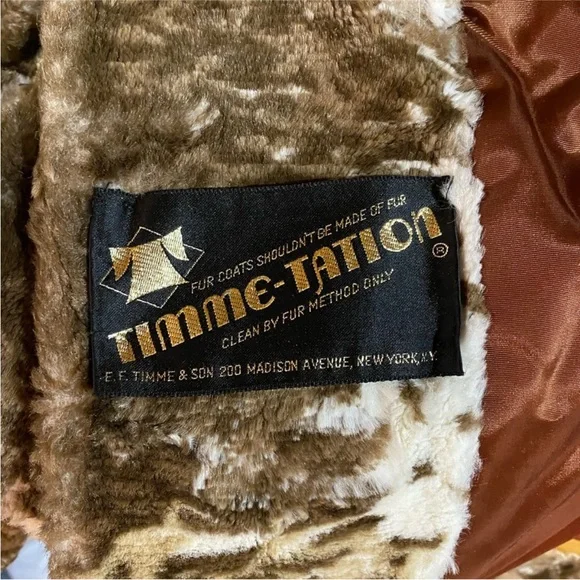 FUR COATS SHOULDN'T BE MADE OF FUR
TIMME-TATION®
CLEAN BY FUR METHOD ONLY
E. F. TIMME & SON 200 MADISON AVENUE, NEW YORK, N.Y.